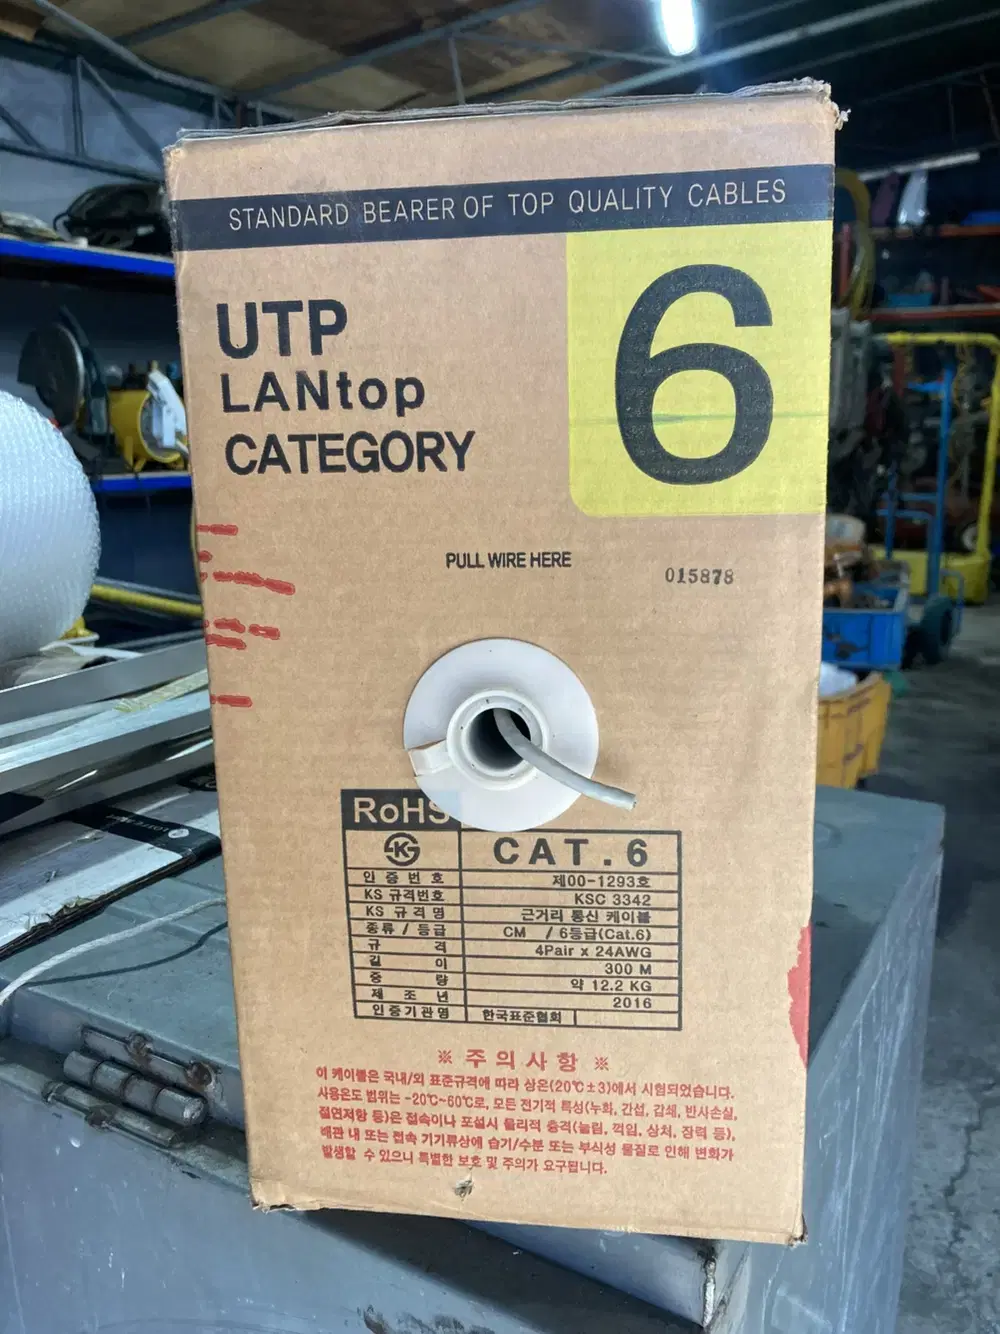 STANDARD BEARER OF TOP QUALITY CABLES
6
UTP
LANtop
CATEGORY
PULL WIRE HERE
015878
RoHS
K
CAT.6
인증번호 제00-1293호
KS 규격번호 KSC 3342
KS 규격명 근거리 통신 케이블
종류 / 등급 CM / 6등급(Cat.6)
규격 4Pair x 24AWG
길이 300 M
중량 약 12.2 KG
제조년 2016
인증기관명 한국표준협회
※ 주의사항 ※
이 케이블은 국내/외 표준규격에 따라 상온(20℃±3)에서 시험되었습니다.
사용온도 범위는 -20℃~60℃로, 모든 전기적 특성(누화, 간섭, 감쇄, 반사손실,
절연저항 등)은 접속이나 포설시 물리적 충격(눌림, 꺽임, 상처, 장력 등),
배관 내 또는 접속 기기류상에 습기/수분 또는 부식성 물질로 인해 변화가
발생할 수 있으니 특별한 보호 및 주의가 요구됩니다.